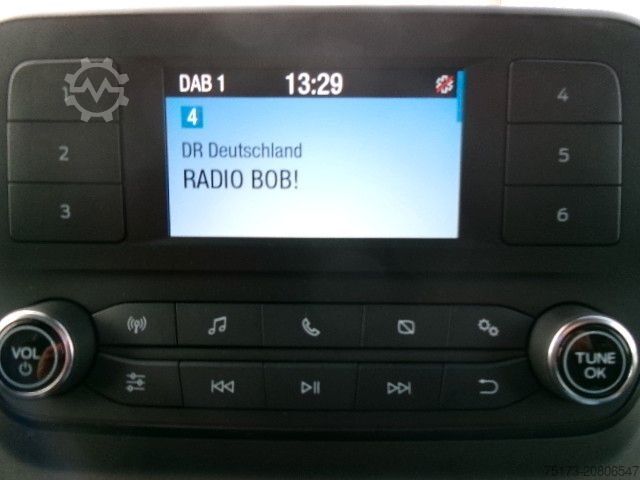 DAB 1 13:29
4
DR Deutschland
RADIO BOB!
1
2
3
4
5
6
VOL
TUNE
OK
75173-20806547